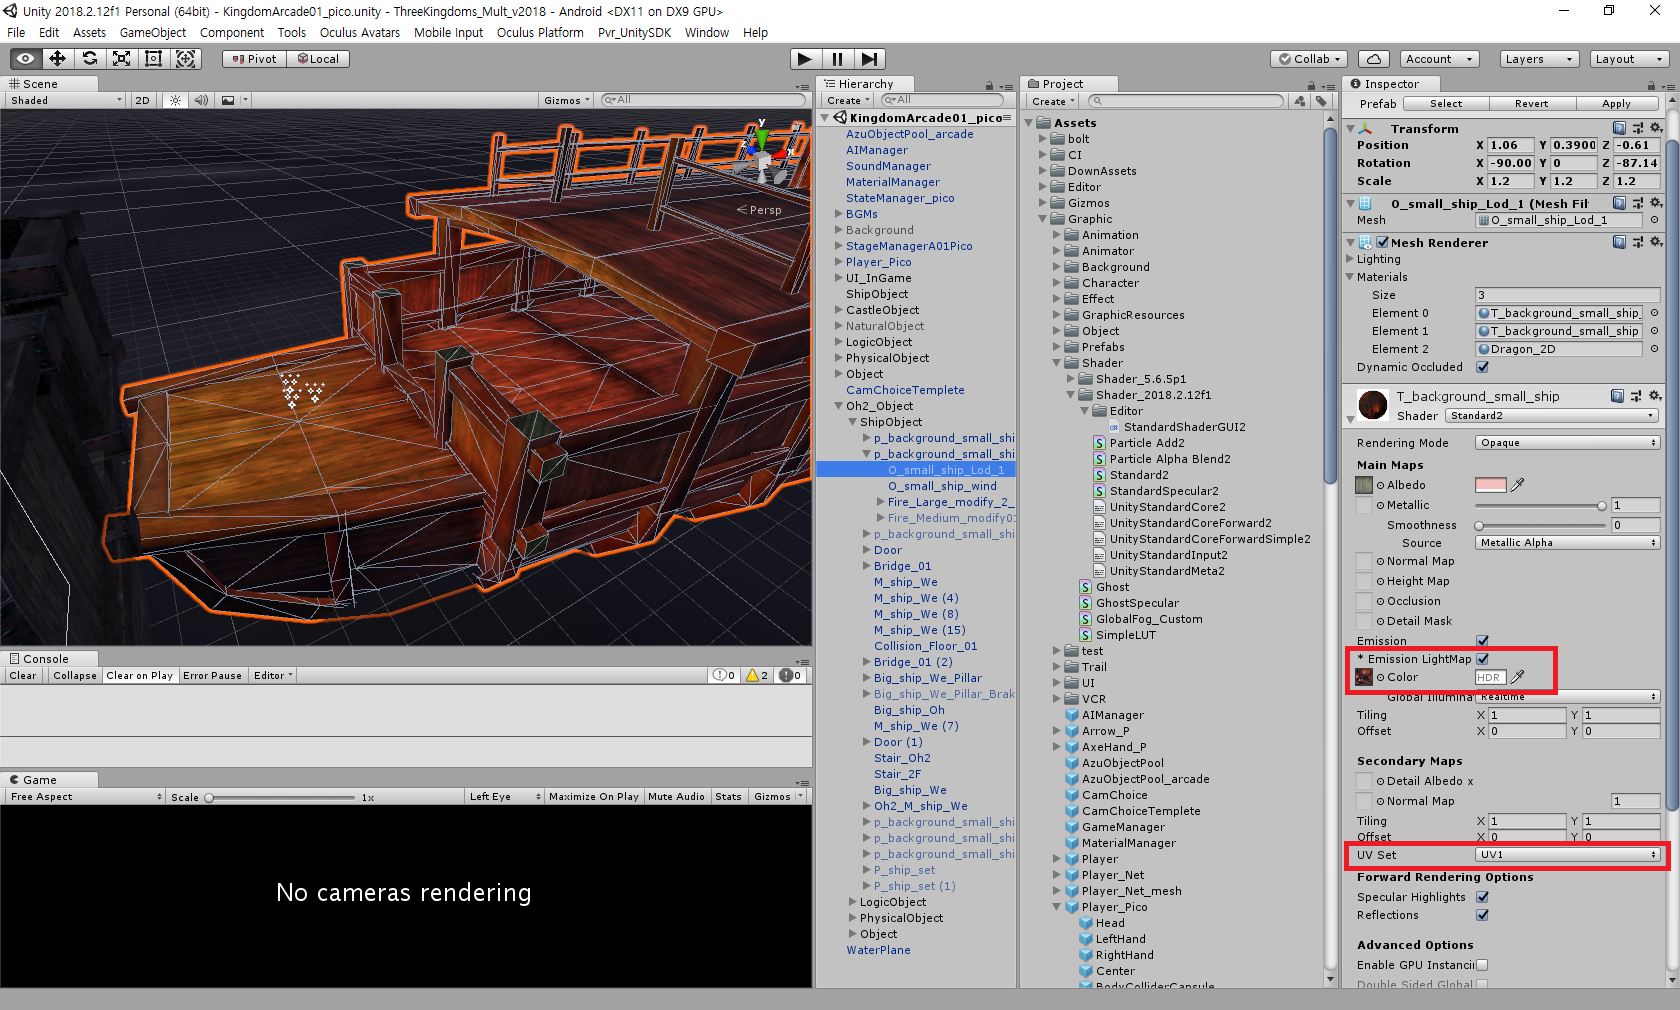 Unity 2018.2.12f1 Personal (64bit) - KingdomArcade01_pico.unity - ThreeKingdoms_Mult_v2018 - Android <DX11 on DX9 GPU>
File Edit Assets GameObject Component Tools Oculus Avatars Mobile Input Oculus Platform Pvr_UnitySDK Window Help
Pivot Local Collab Account Layers Layout
Scene
Shaded 2D Gizmos All
y
x
z
Persp
Console
Clear Collapse Clear on Play Error Pause Editor 0 2 0
Game
Free Aspect Scale 1x Left Eye Maximize On Play Mute Audio Stats Gizmos
No cameras rendering
Hierarchy
Create All
KingdomArcade01_pico
AzuObjectPool_arcade
AIManager
SoundManager
MaterialManager
StateManager_pico
BGMs
Background
StageManagerA01Pico
Player_Pico
UI_InGame
ShipObject
CastleObject
NaturalObject
LogicObject
PhysicalObject
Object
CamChoiceTemplete
Oh2_Object
ShipObject
p_background_small_shi
p_background_small_shi
O_small_ship_Lod_1
O_small_ship_wind
Fire_Large_modify_2_
Fire_Medium_modify01
p_background_small_shi
Door
Bridge_01
M_ship_We
M_ship_We (4)
M_ship_We (8)
M_ship_We (15)
Collision_Floor_01
Bridge_01 (2)
Big_ship_We_Pillar
Big_ship_We_Pillar_Brak
Big_ship_Oh
M_ship_We (7)
Door (1)
Stair_Oh2
Stair_2F
Big_ship_We
Oh2_M_ship_We
p_background_small_shi
p_background_small_shi
p_background_small_shi
P_ship_set
P_ship_set (1)
LogicObject
PhysicalObject
Object
WaterPlane
Project
Create
Assets
bolt
CI
DownAssets
Editor
Gizmos
Graphic
Animation
Animator
Background
Character
Effect
GraphicResources
Object
Prefabs
Shader
Shader_5.6.5p1
Shader_2018.2.12f1
Editor
StandardShaderGUI2
Particle Add2
Particle Alpha Blend2
Standard2
StandardSpecular2
UnityStandardCore2
UnityStandardCoreForward2
UnityStandardCoreForwardSimple2
UnityStandardInput2
UnityStandardMeta2
Ghost
GhostSpecular
GlobalFog_Custom
SimpleLUT
test
Trail
UI
VCR
AIManager
Arrow_P
AxeHand_P
AzuObjectPool
AzuObjectPool_arcade
CamChoice
CamChoiceTemplete
GameManager
MaterialManager
Player
Player_Net
Player_Net_mesh
Player_Pico
Head
LeftHand
RightHand
Center
BodyColliderCapsule
Inspector
Prefab Select Revert Apply
Transform
Position X 1.06 Y 0.3900 Z -0.61
Rotation X -90.00 Y 0 Z -87.14
Scale X 1.2 Y 1.2 Z 1.2
O_small_ship_Lod_1 (Mesh Fil
Mesh O_small_ship_Lod_1
Mesh Renderer
Lighting
Materials
Size 3
Element 0 T_background_small_ship_
Element 1 T_background_small_ship
Element 2 Dragon_2D
Dynamic Occluded
T_background_small_ship
Shader Standard2
Rendering Mode Opaque
Main Maps
Albedo
Metallic 1
Smoothness 0
Source Metallic Alpha
Normal Map
Height Map
Occlusion
Detail Mask
Emission
* Emission LightMap
Color HDR
Global Illumina Realtime
Tiling X 1 Y 1
Offset X 0 Y 0
Secondary Maps
Detail Albedo x
Normal Map 1
Tiling X 1 Y 1
Offset X 0 Y 0
UV Set UV1
Forward Rendering Options
Specular Highlights
Reflections
Advanced Options
Enable GPU Instanci
Double Sided Global